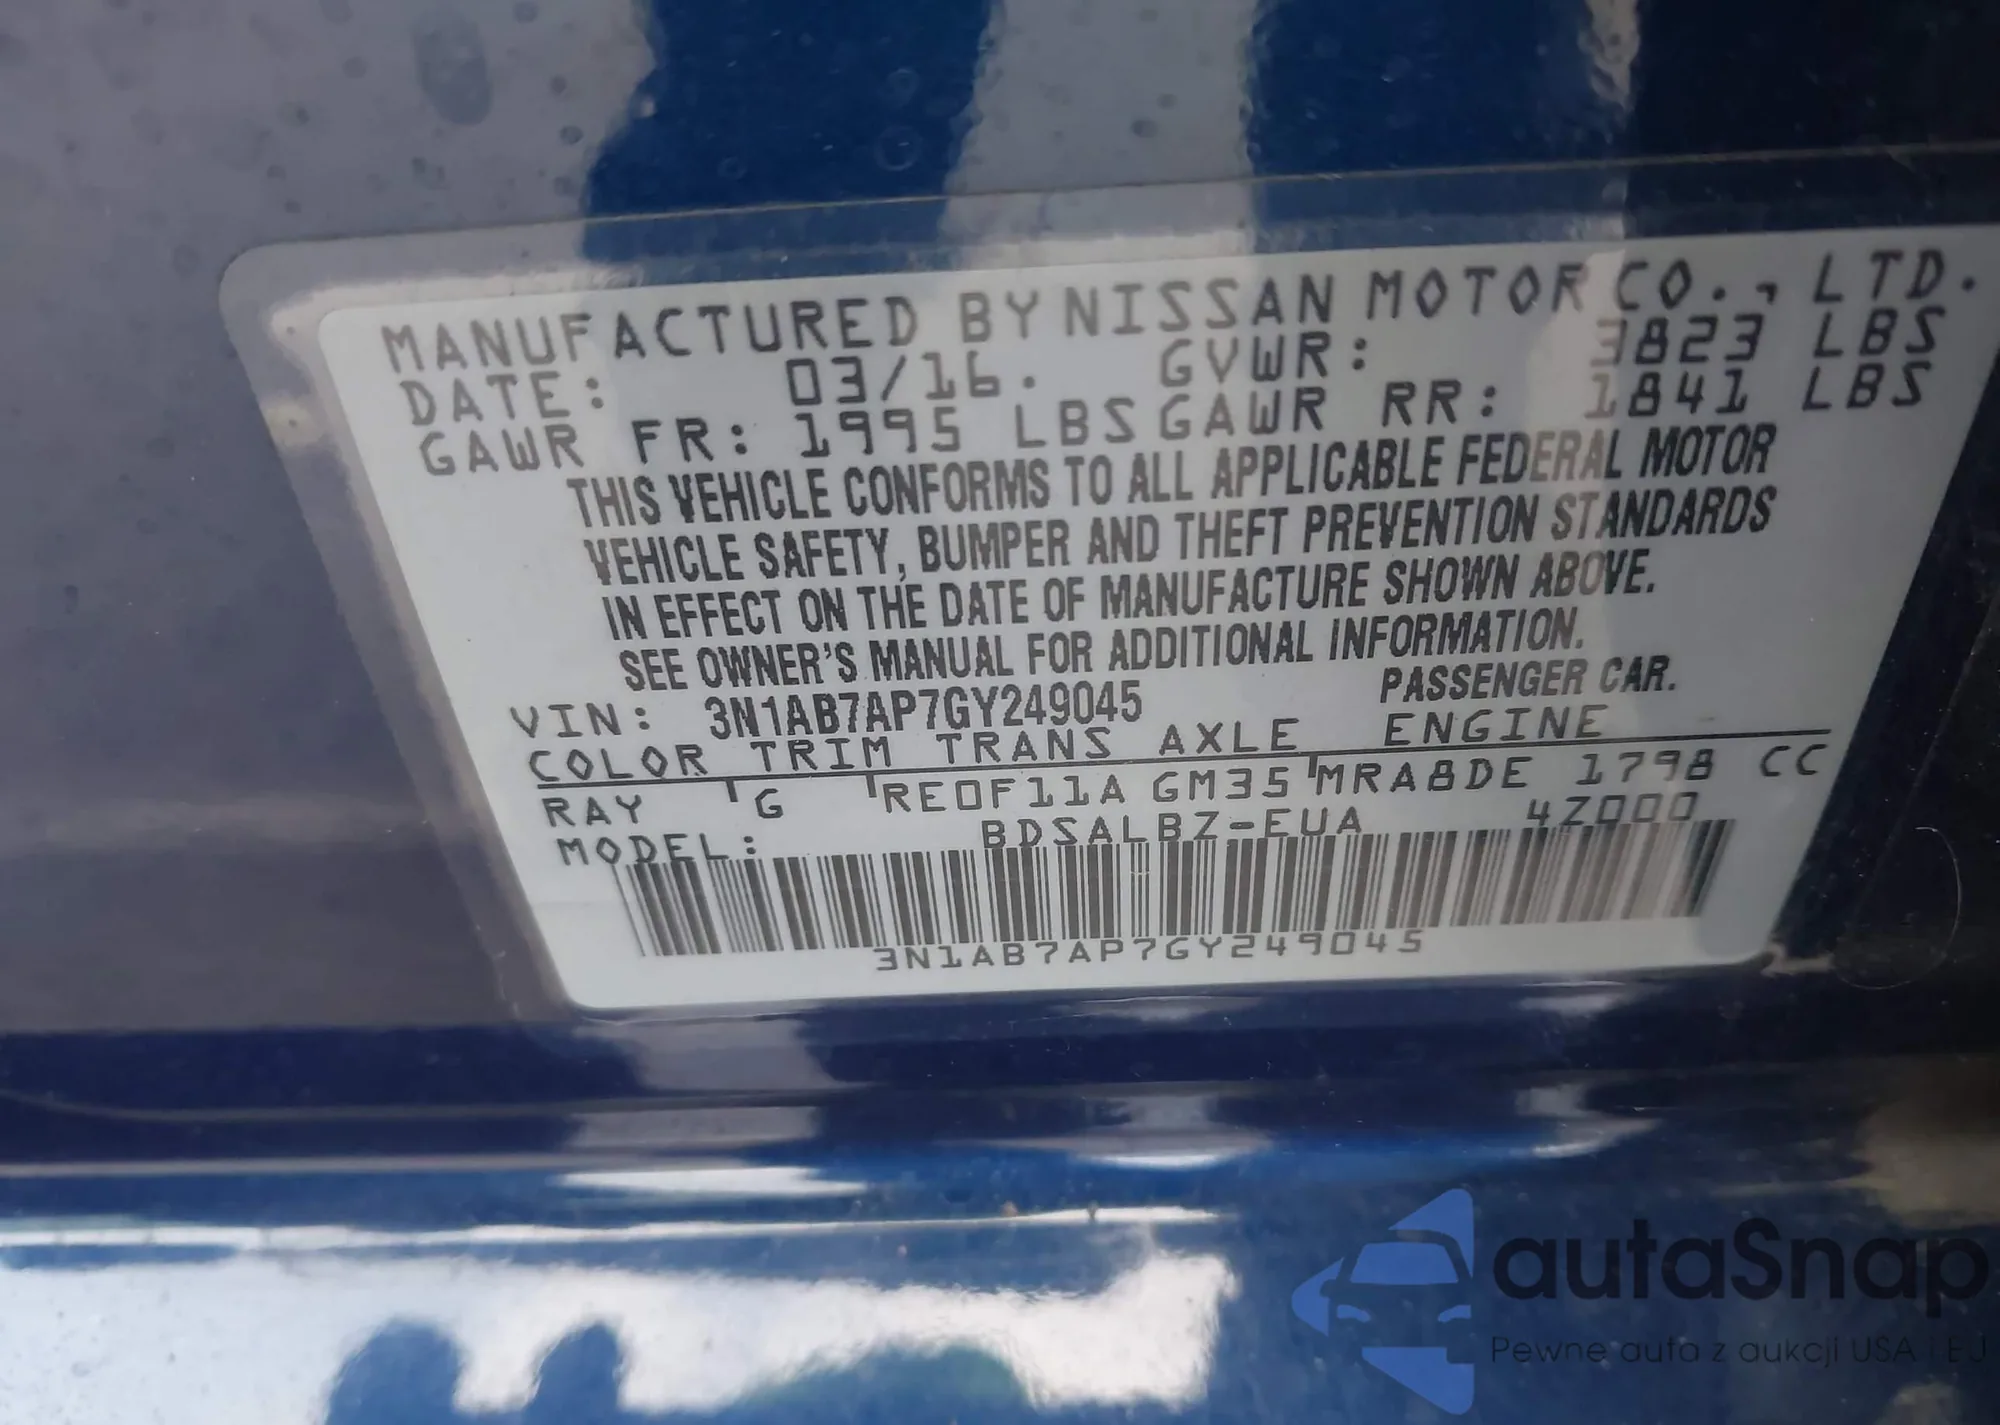 MANUFACTURED BY NISSAN MOTOR CO., LTD.
DATE: 03/16. GVWR: 3823 LBS
GAWR FR: 1995 LBS GAWR RR: 1841 LBS
THIS VEHICLE CONFORMS TO ALL APPLICABLE FEDERAL MOTOR
VEHICLE SAFETY, BUMPER AND THEFT PREVENTION STANDARDS
IN EFFECT ON THE DATE OF MANUFACTURE SHOWN ABOVE.
SEE OWNER'S MANUAL FOR ADDITIONAL INFORMATION.
VIN: 3N1AB7AP7GY249045 PASSENGER CAR.
COLOR TRIM TRANS AXLE ENGINE
RAY G RE0F11A GM35 MRA8DE 1798 CC
MODEL: BDSALBZ-EUA 4Z000
3N1AB7AP7GY249045
autaSnap
Pewne auta z aukcji USA i EJ